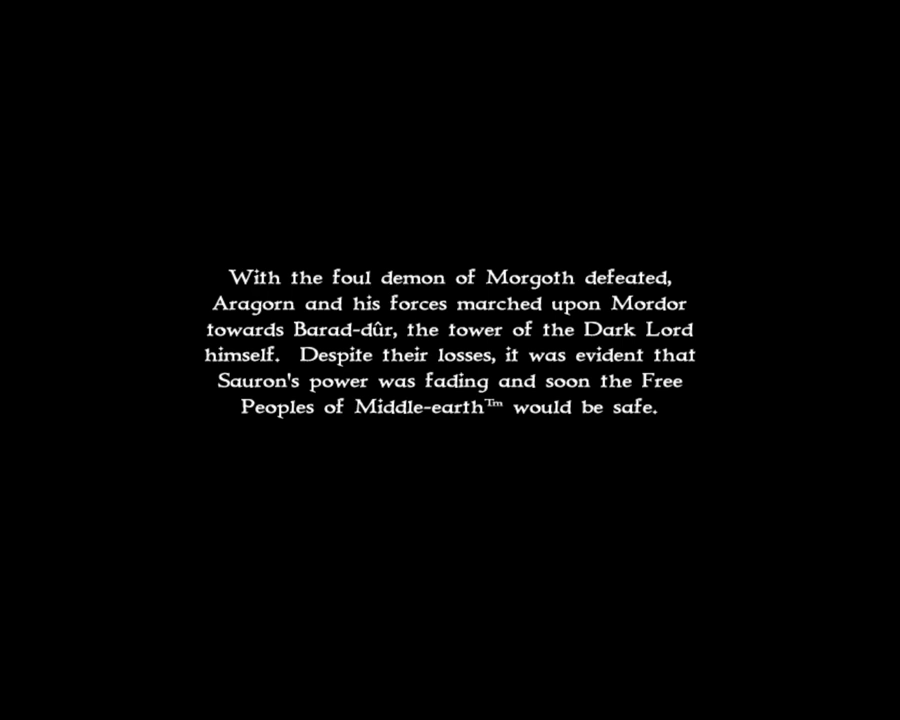 With the foul demon of Morgoth defeated,
Aragorn and his forces marched upon Mordor
towards Barad-dûr, the tower of the Dark Lord
himself.  Despite their losses, it was evident that
Sauron's power was fading and soon the Free
Peoples of Middle-earth™ would be safe.